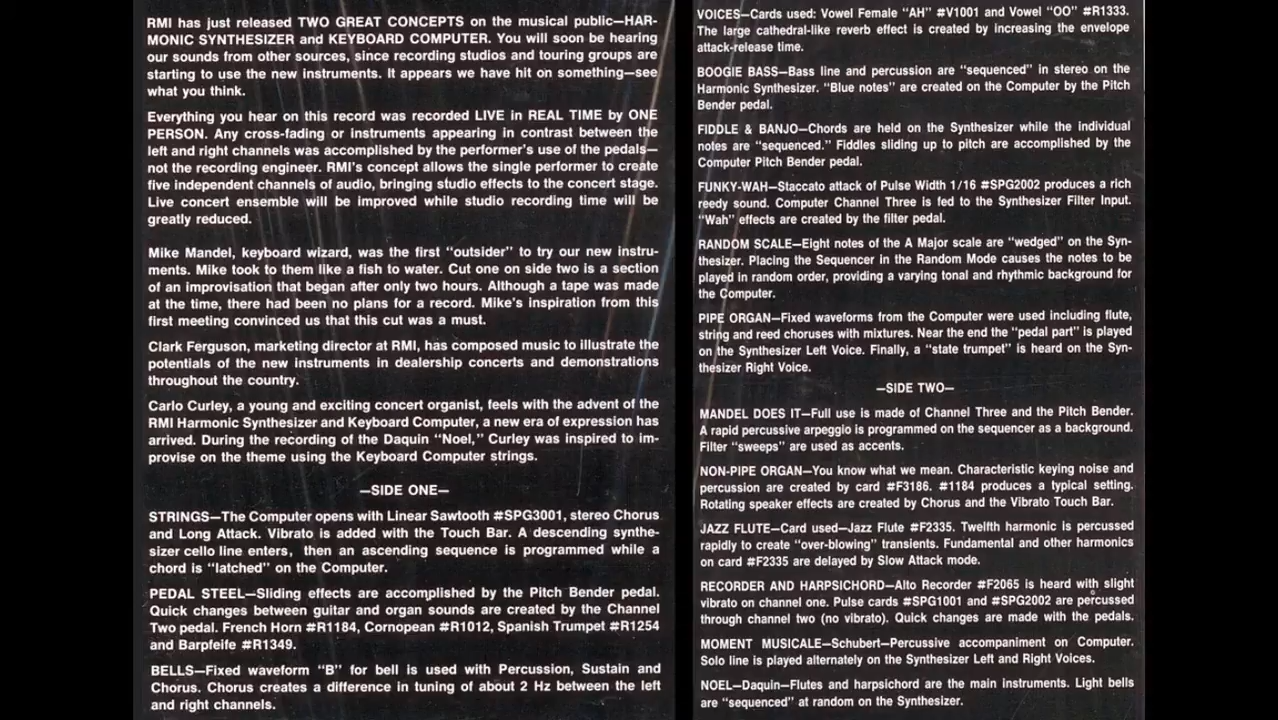 RMI has just released TWO GREAT CONCEPTS on the musical public—HAR-
MONIC SYNTHESIZER and KEYBOARD COMPUTER. You will soon be hearing
our sounds from other sources, since recording studios and touring groups are
starting to use the new instruments. It appears we have hit on something—see
what you think.
Everything you hear on this record was recorded LIVE in REAL TIME by ONE
PERSON. Any cross-fading or instruments appearing in contrast between the
left and right channels was accomplished by the performer's use of the pedals—
not the recording engineer. RMI's concept allows the single performer to create
five independent channels of audio, bringing studio effects to the concert stage.
Live concert ensemble will be improved while studio recording time will be
greatly reduced.
Mike Mandel, keyboard wizard, was the first "outsider" to try our new instru-
ments. Mike took to them like a fish to water. Cut one on side two is a section
of an improvisation that began after only two hours. Although a tape was made
at the time, there had been no plans for a record. Mike's inspiration from this
first meeting convinced us that this cut was a must.
Clark Ferguson, marketing director at RMI, has composed music to illustrate the
potentials of the new instruments in dealership concerts and demonstrations
throughout the country.
Carlo Curley, a young and exciting concert organist, feels with the advent of the
RMI Harmonic Synthesizer and Keyboard Computer, a new era of expression has
arrived. During the recording of the Daquin "Noel," Curley was inspired to im-
provise on the theme using the Keyboard Computer strings.
—SIDE ONE—
STRINGS—The Computer opens with Linear Sawtooth #SPG3001, stereo Chorus
and Long Attack. Vibrato is added with the Touch Bar. A descending synthe-
sizer cello line enters, then an ascending sequence is programmed while a
chord is "latched" on the Computer.
PEDAL STEEL—Sliding effects are accomplished by the Pitch Bender pedal.
Quick changes between guitar and organ sounds are created by the Channel
Two pedal. French Horn #R1184, Cornopean #R1012, Spanish Trumpet #R1254
and Barpfeife #R1349.
BELLS—Fixed waveform "B" for bell is used with Percussion, Sustain and
Chorus. Chorus creates a difference in tuning of about 2 Hz between the left
and right channels.
VOICES—Cards used: Vowel Female "AH" #V1001 and Vowel "OO" #R1333.
The large cathedral-like reverb effect is created by increasing the envelope
attack-release time.
BOOGIE BASS—Bass line and percussion are "sequenced" in stereo on the
Harmonic Synthesizer. "Blue notes" are created on the Computer by the Pitch
Bender pedal.
FIDDLE & BANJO—Chords are held on the Synthesizer while the individual
notes are "sequenced." Fiddles sliding up to pitch are accomplished by the
Computer Pitch Bender pedal.
FUNKY-WAH—Staccato attack of Pulse Width 1/16 #SPG2002 produces a rich
reedy sound. Computer Channel Three is fed to the Synthesizer Filter Input.
"Wah" effects are created by the filter pedal.
RANDOM SCALE—Eight notes of the A Major scale are "wedged" on the Syn-
thesizer. Placing the Sequencer in the Random Mode causes the notes to be
played in random order, providing a varying tonal and rhythmic background for
the Computer.
PIPE ORGAN—Fixed waveforms from the Computer were used including flute,
string and reed choruses with mixtures. Near the end the "pedal part" is played
on the Synthesizer Left Voice. Finally, a "state trumpet" is heard on the Syn-
thesizer Right Voice.
—SIDE TWO—
MANDEL DOES IT—Full use is made of Channel Three and the Pitch Bender.
A rapid percussive arpeggio is programmed on the sequencer as a background.
Filter "sweeps" are used as accents.
NON-PIPE ORGAN—You know what we mean. Characteristic keying noise and
percussion are created by card #F3186. #1184 produces a typical setting.
Rotating speaker effects are created by Chorus and the Vibrato Touch Bar.
JAZZ FLUTE—Card used—Jazz Flute #F2335. Twelfth harmonic is percussed
rapidly to create "over-blowing" transients. Fundamental and other harmonics
on card #F2335 are delayed by Slow Attack mode.
RECORDER AND HARPSICHORD—Alto Recorder #F2065 is heard with slight
vibrato on channel one. Pulse cards #SPG1001 and #SPG2002 are percussed
through channel two (no vibrato). Quick changes are made with the pedals.
MOMENT MUSICALE—Schubert—Percussive accompaniment on Computer.
Solo line is played alternately on the Synthesizer Left and Right Voices.
NOEL—Daquin—Flutes and harpsichord are the main instruments. Light bells
are "sequenced" at random on the Synthesizer.